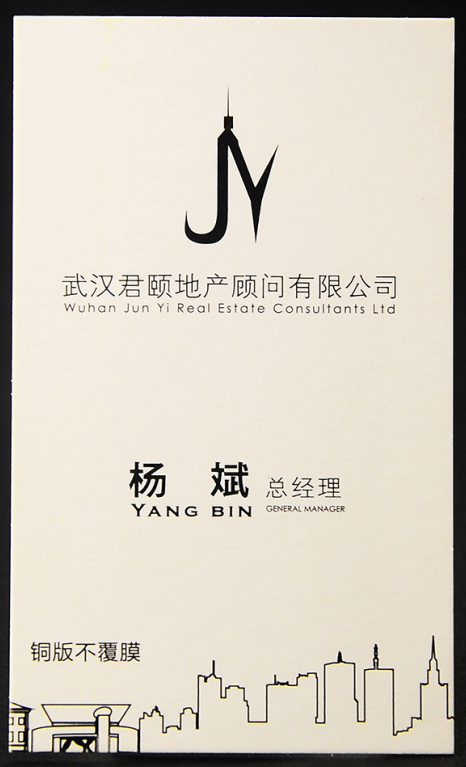 JY
武汉君颐地产顾问有限公司
Wuhan Jun Yi Real Estate Consultants Ltd
杨 斌 总经理
YANG BIN GENERAL MANAGER
铜版不覆膜